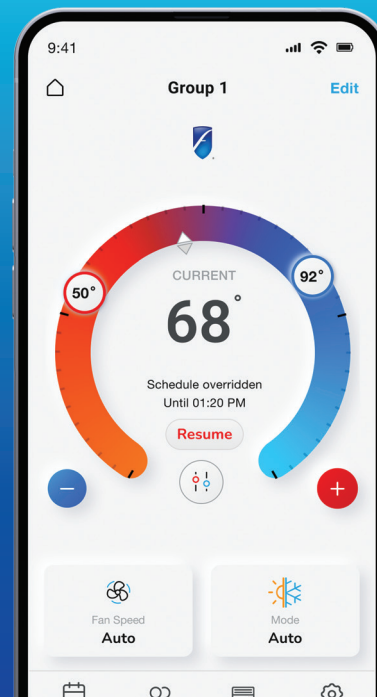 9:41
Group 1
Edit
50°
92°
CURRENT
68°
Schedule overridden
Until 01:20 PM
Resume
−
+
Fan Speed
Auto
Mode
Auto